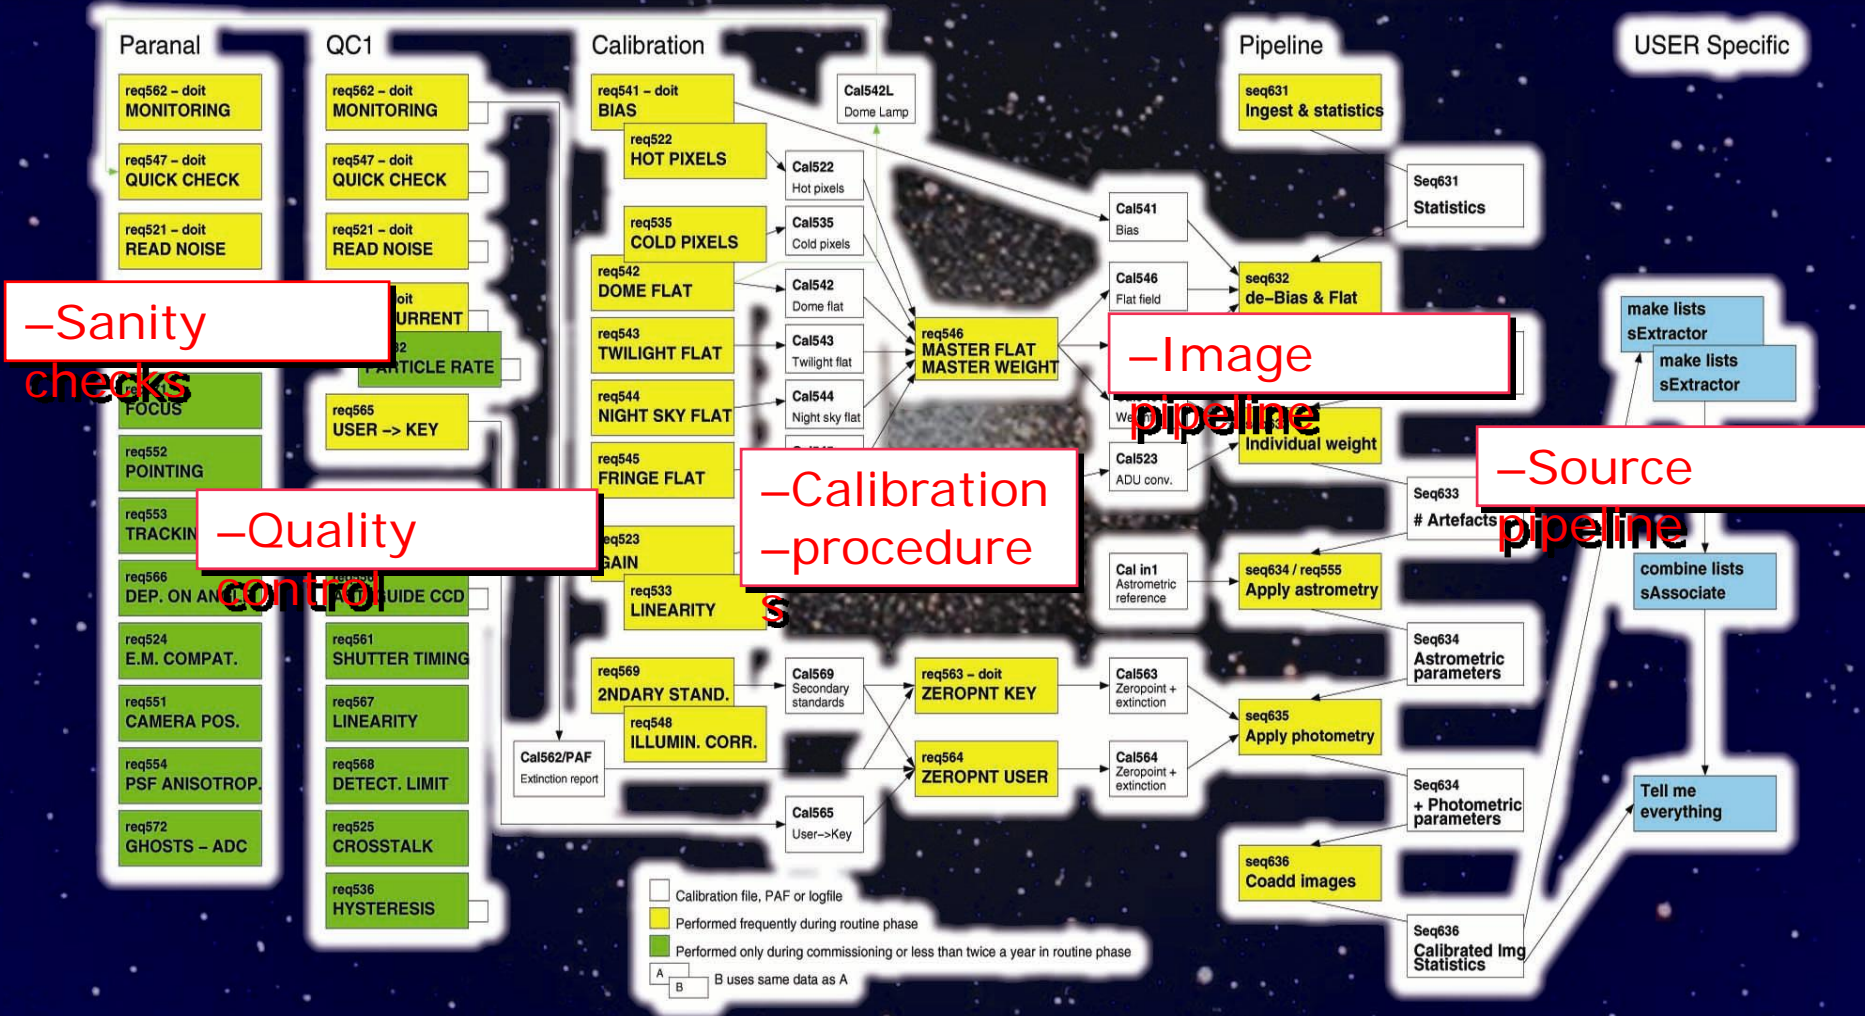 Paranal
req562 – doit
MONITORING
req547 – doit
QUICK CHECK
req521 – doit
READ NOISE
–Sanity
checks
FOCUS
req552
POINTING
req553
req566
DEP. ON
req524
E.M. COMPAT.
req551
CAMERA POS.
req554
PSF ANISOTROP.
req572
GHOSTS – ADC
QC1
req562 – doit
MONITORING
req547 – doit
QUICK CHECK
req521 – doit
READ NOISE
PARTICLE RATE
req565
USER –> KEY
–Quality
control
GUIDE CCD
req561
SHUTTER TIMING
req567
LINEARITY
req568
DETECT. LIMIT
req525
CROSSTALK
req536
HYSTERESIS
Calibration
req541 – doit
BIAS
req522
HOT PIXELS
req535
COLD PIXELS
req542
DOME FLAT
req543
TWILIGHT FLAT
req544
NIGHT SKY FLAT
req545
FRINGE FLAT
req523
GAIN
req533
LINEARITY
req569
2NDARY STAND.
req548
ILLUMIN. CORR.
Cal562/PAF
Extinction report
Cal542L
Dome Lamp
Cal522
Hot pixels
Cal535
Cold pixels
Cal542
Dome flat
Cal543
Twilight flat
Cal544
Night sky flat
–Calibration
–procedure
s
Cal569
Secondary
standards
Cal565
User–>Key
req546
MASTER FLAT
MASTER WEIGHT
req563 – doit
ZEROPNT KEY
req564
ZEROPNT USER
Cal541
Bias
Cal546
Flat field
Cal523
ADU conv.
Cal in1
Astrometric
reference
Cal563
Zeropoint +
extinction
Cal564
Zeropoint +
extinction
Pipeline
seq631
Ingest & statistics
Seq631
Statistics
seq632
de–Bias & Flat
–Image
pipeline
Individual weight
Seq633
# Artefacts
seq634 / req555
Apply astrometry
Seq634
Astrometric
parameters
seq635
Apply photometry
Seq634
+ Photometric
parameters
seq636
Coadd images
Seq636
Calibrated Img
Statistics
USER Specific
make lists
sExtractor
make lists
sExtractor
–Source
pipeline
combine lists
sAssociate
Tell me
everything
Calibration file, PAF or logfile
Performed frequently during routine phase
Performed only during commissioning or less than twice a year in routine phase
A
B
B uses same data as A